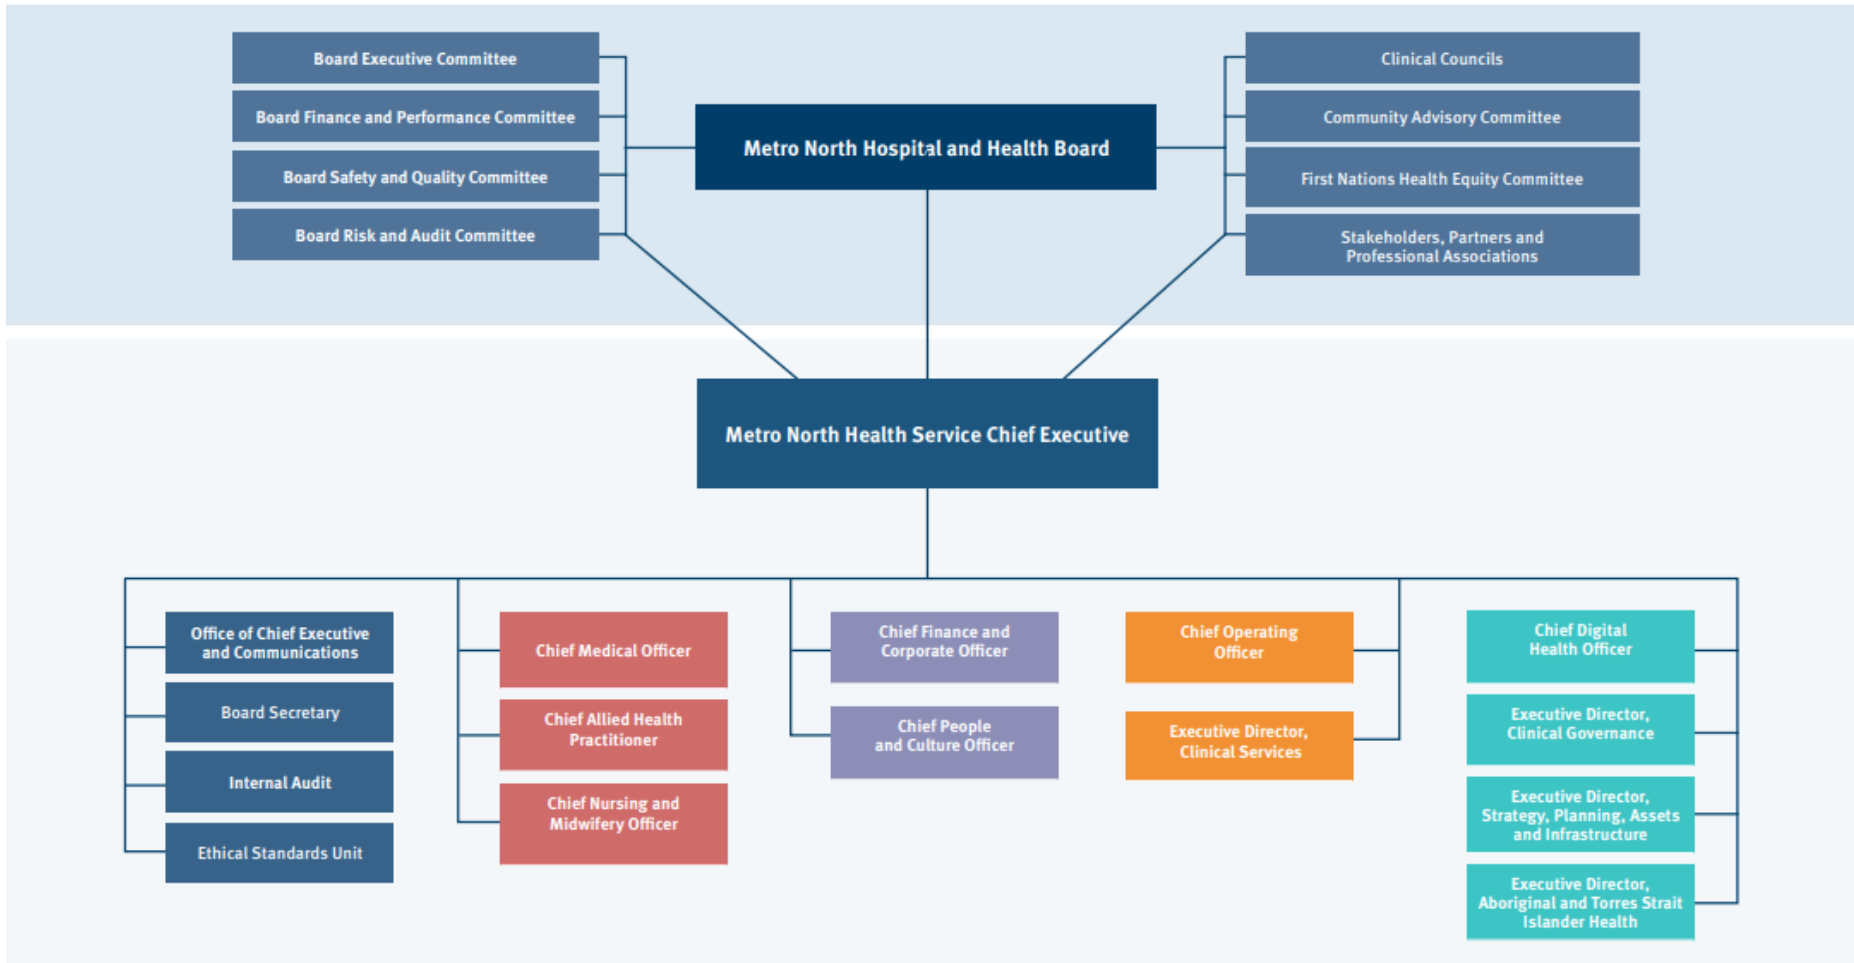 Board Executive Committee
Board Finance and Performance Committee
Board Safety and Quality Committee
Board Risk and Audit Committee
Metro North Hospital and Health Board
Clinical Councils
Community Advisory Committee
First Nations Health Equity Committee
Stakeholders, Partners and
Professional Associations
Metro North Health Service Chief Executive
Office of Chief Executive
and Communications
Board Secretary
Internal Audit
Ethical Standards Unit
Chief Medical Officer
Chief Allied Health
Practitioner
Chief Nursing and
Midwifery Officer
Chief Finance and
Corporate Officer
Chief People
and Culture Officer
Chief Operating
Officer
Executive Director,
Clinical Services
Chief Digital
Health Officer
Executive Director,
Clinical Governance
Executive Director,
Strategy, Planning, Assets
and Infrastructure
Executive Director,
Aboriginal and Torres Strait
Islander Health